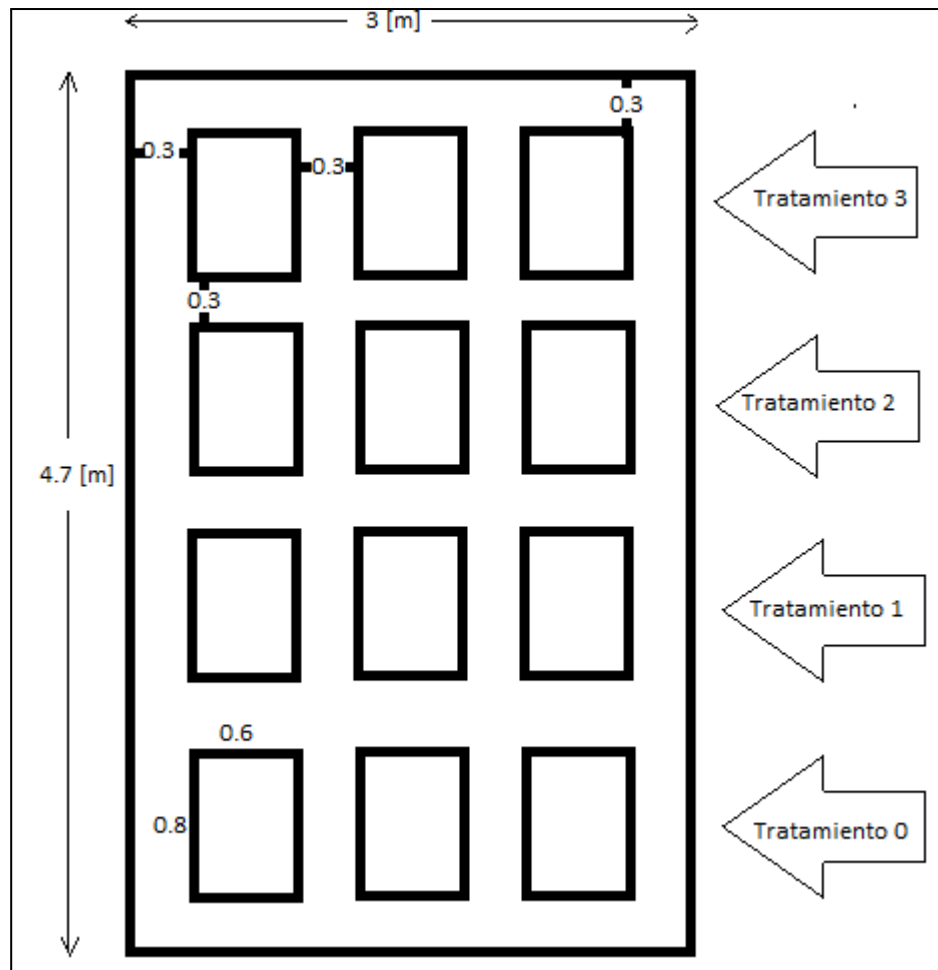 3 [m]
0.3
0.3
0.3
Tratamiento 3
0.3
Tratamiento 2
4.7 [m]
Tratamiento 1
0.6
0.8
Tratamiento 0